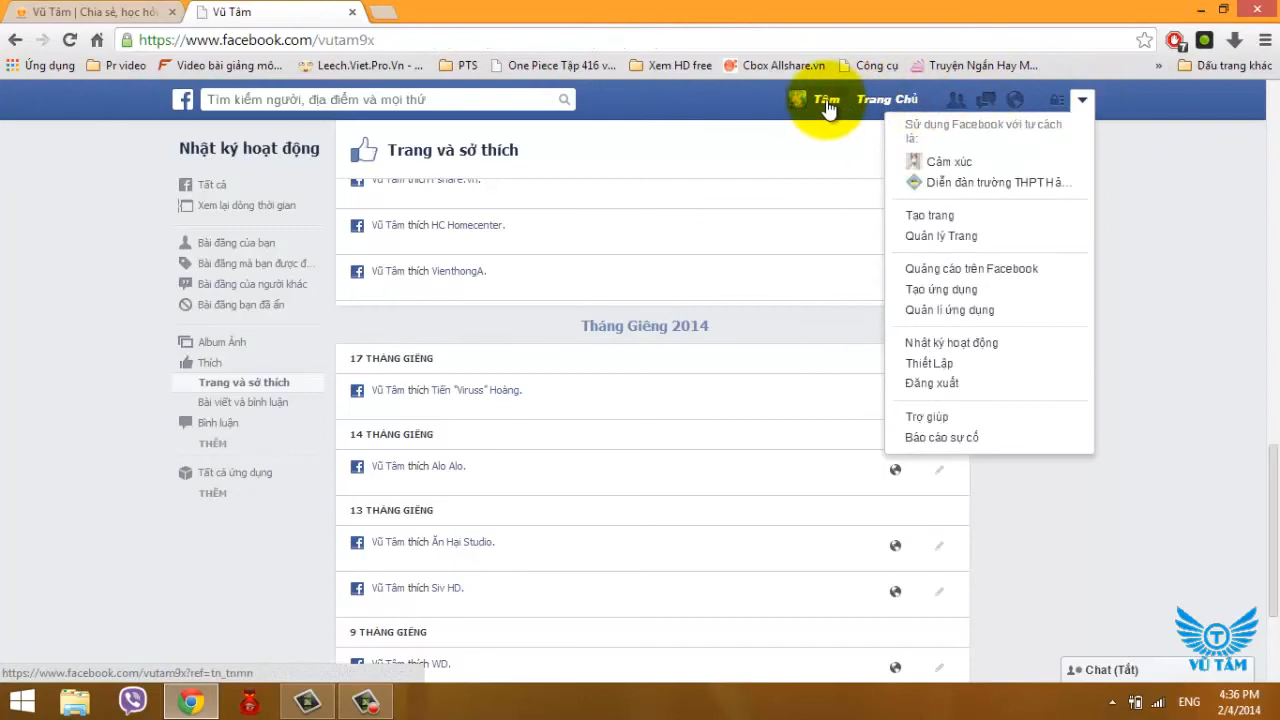 Vũ Tâm | Chia sẻ, học hỏ
Vũ Tâm
https://www.facebook.com/vutam9x
7
Ứng dụng
Pr video
Video bài giảng mô...
Leech.Viet.Pro.Vn - ...
PTS
One Piece Tập 416 v...
Xem HD free
Cbox Allshare.vn
Công cụ
Truyện Ngắn Hay M...
»
Dấu trang khác
Tìm kiếm người, địa điểm và mọi thứ
Tâm
Trang Chủ
Nhật ký hoạt động
Tất cả
Xem lại dòng thời gian
Bài đăng của bạn
Bài đăng mà bạn được đ...
Bài đăng của người khác
Bài đăng bạn đã ẩn
Album Ảnh
Thích
Trang và sở thích
Bài viết và bình luận
Bình luận
THÊM
Tất cả ứng dụng
THÊM
Trang và sở thích
Vũ Tâm thích Fshare.vn.
Vũ Tâm thích HC Homecenter.
Vũ Tâm thích VienthongA.
Tháng Giêng 2014
17 THÁNG GIÊNG
Vũ Tâm thích Tiến "Viruss" Hoàng.
14 THÁNG GIÊNG
Vũ Tâm thích Alo Alo.
13 THÁNG GIÊNG
Vũ Tâm thích Ăn Hại Studio.
Vũ Tâm thích Siv HD.
9 THÁNG GIÊNG
Vũ Tâm thích WD.
Sử dụng Facebook với tư cách
là:
Cảm xúc
Diễn đàn trường THPT Hà...
Tạo trang
Quản lý Trang
Quảng cáo trên Facebook
Tạo ứng dụng
Quản lí ứng dụng
Nhật ký hoạt động
Thiết Lập
Đăng xuất
Trợ giúp
Báo cáo sự cố
T
VŨ TÂM
Chat (Tắt)
https://www.facebook.com/vutam9x?ref=tn_tnmn
ENG
4:36 PM
2/4/2014